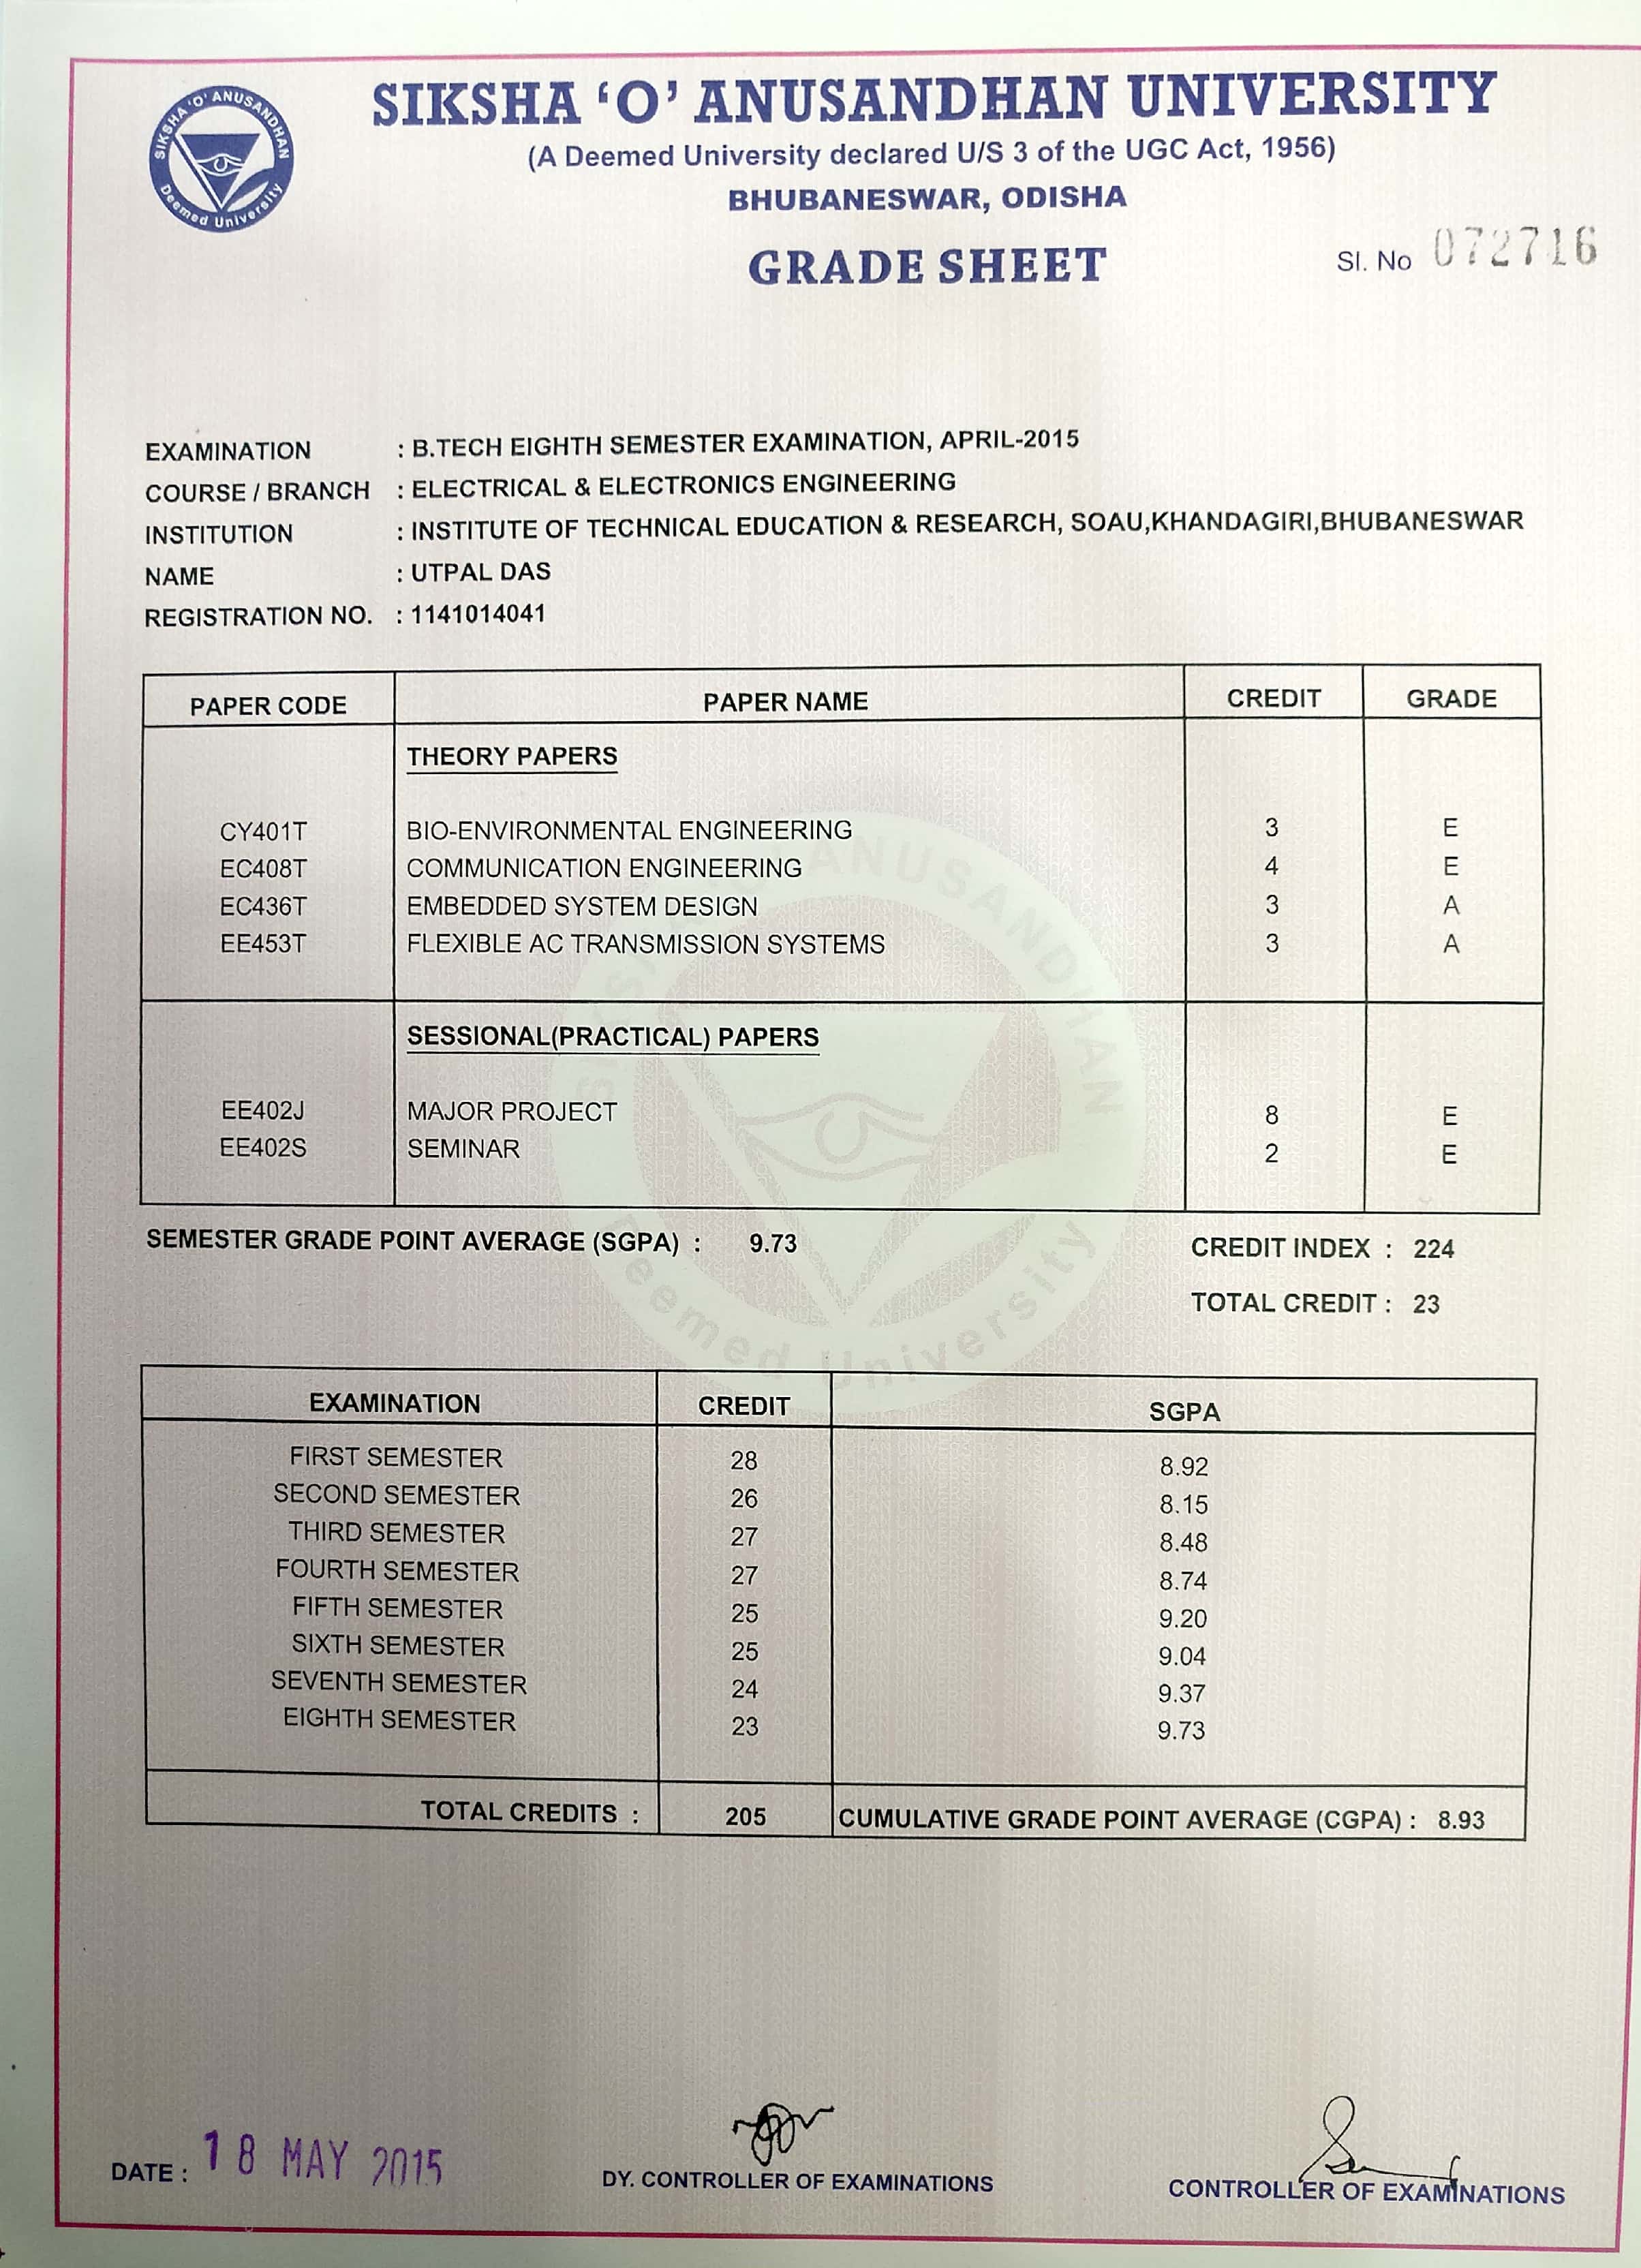 SIKSHA 'O' ANUSANDHAN
Deemed University
SIKSHA ‘O’ ANUSANDHAN UNIVERSITY
(A Deemed University declared U/S 3 of the UGC Act, 1956)
BHUBANESWAR, ODISHA
GRADE SHEET
Sl. No 072716
EXAMINATION : B.TECH EIGHTH SEMESTER EXAMINATION, APRIL-2015
COURSE / BRANCH : ELECTRICAL & ELECTRONICS ENGINEERING
INSTITUTION : INSTITUTE OF TECHNICAL EDUCATION & RESEARCH, SOAU,KHANDAGIRI,BHUBANESWAR
NAME : UTPAL DAS
REGISTRATION NO. : 1141014041
PAPER CODE PAPER NAME CREDIT GRADE
THEORY PAPERS
CY401T BIO-ENVIRONMENTAL ENGINEERING 3 E
EC408T COMMUNICATION ENGINEERING 4 E
EC436T EMBEDDED SYSTEM DESIGN 3 A
EE453T FLEXIBLE AC TRANSMISSION SYSTEMS 3 A
SESSIONAL(PRACTICAL) PAPERS
EE402J MAJOR PROJECT 8 E
EE402S SEMINAR 2 E
SEMESTER GRADE POINT AVERAGE (SGPA) : 9.73 CREDIT INDEX : 224
TOTAL CREDIT : 23
EXAMINATION CREDIT SGPA
FIRST SEMESTER 28 8.92
SECOND SEMESTER 26 8.15
THIRD SEMESTER 27 8.48
FOURTH SEMESTER 27 8.74
FIFTH SEMESTER 25 9.20
SIXTH SEMESTER 25 9.04
SEVENTH SEMESTER 24 9.37
EIGHTH SEMESTER 23 9.73
TOTAL CREDITS : 205 CUMULATIVE GRADE POINT AVERAGE (CGPA) : 8.93
DATE : 18 MAY 2015
DY. CONTROLLER OF EXAMINATIONS
CONTROLLER OF EXAMINATIONS